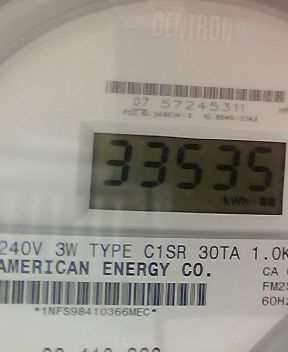 CENTRON®
07 57245311
33535
kWh
240V 3W TYPE C1SR 30TA 1.0K
AMERICAN ENERGY CO.
CA
FM2S
60Hz
*1NFS98410366MEC*